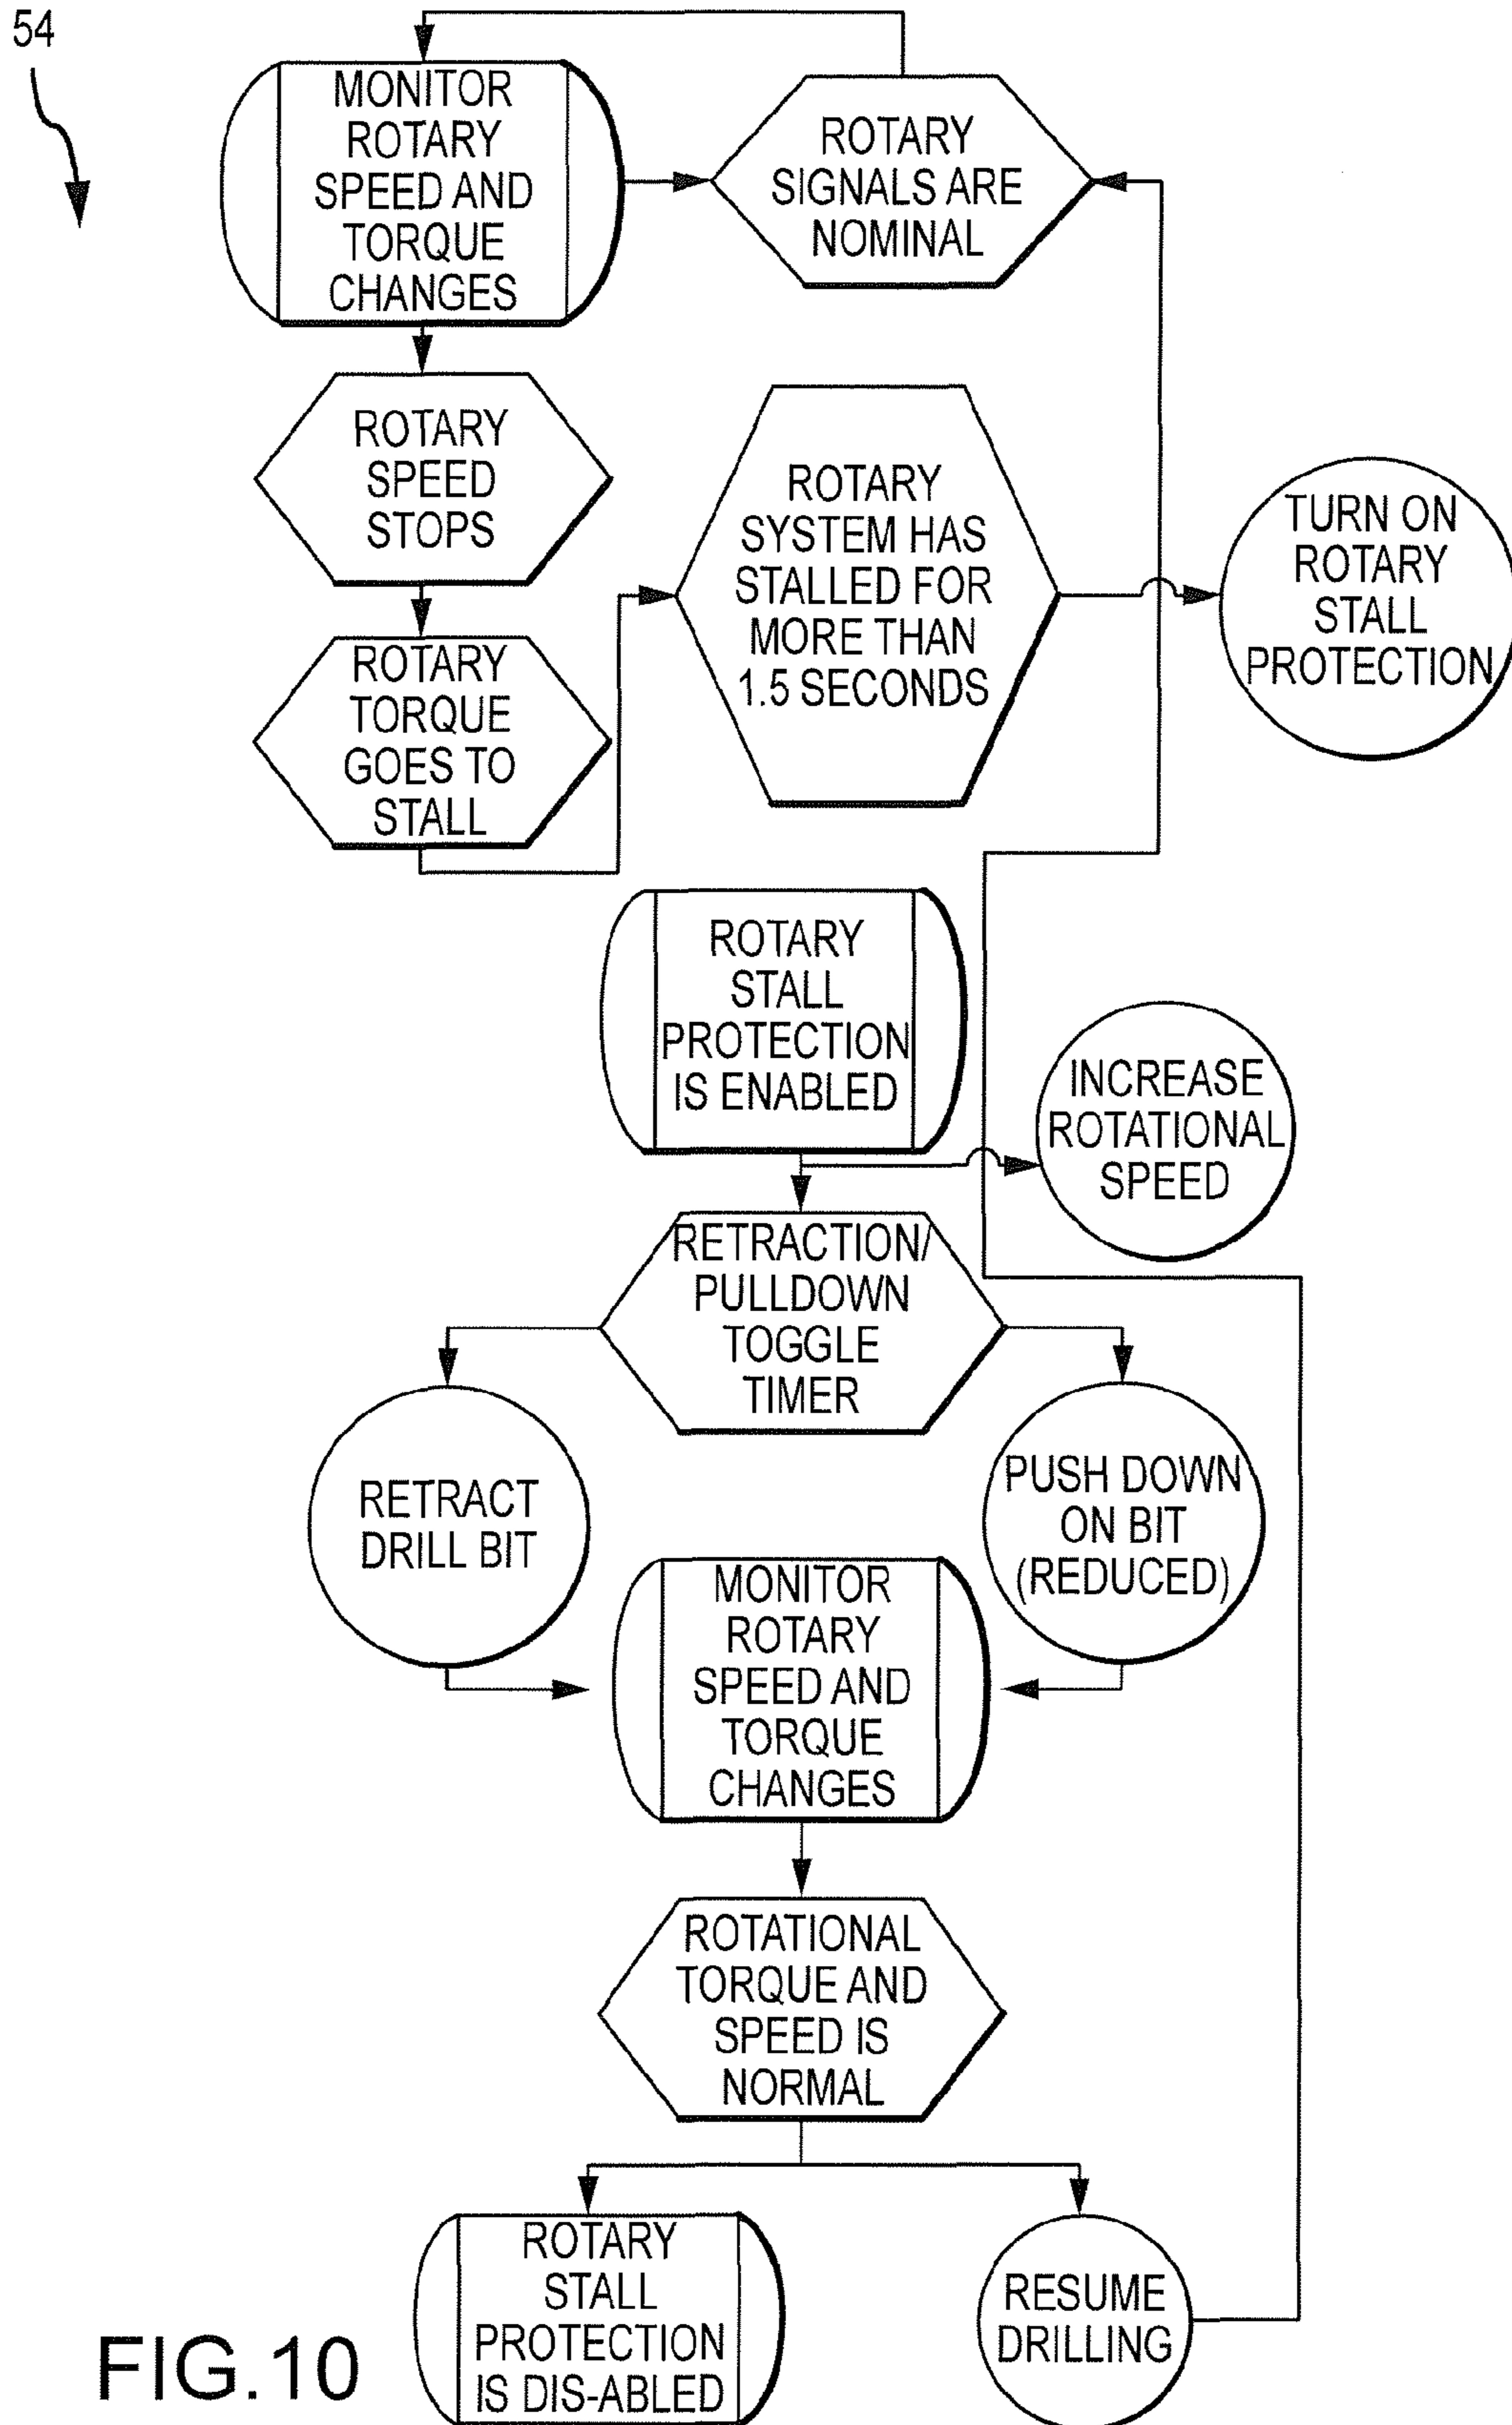 54
MONITOR
ROTARY
SPEED AND
TORQUE
CHANGES
ROTARY
SIGNALS ARE
NOMINAL
ROTARY
SPEED
STOPS
ROTARY
SYSTEM HAS
STALLED FOR
MORE THAN
1.5 SECONDS
TURN ON
ROTARY
STALL
PROTECTION
ROTARY
TORQUE
GOES TO
STALL
ROTARY
STALL
PROTECTION
IS ENABLED
INCREASE
ROTATIONAL
SPEED
RETRACTION/
PULLDOWN
TOGGLE
TIMER
RETRACT
DRILL BIT
PUSH DOWN
ON BIT
(REDUCED)
MONITOR
ROTARY
SPEED AND
TORQUE
CHANGES
ROTATIONAL
TORQUE AND
SPEED IS
NORMAL
ROTARY
STALL
PROTECTION
IS DIS-ABLED
RESUME
DRILLING
FIG.10